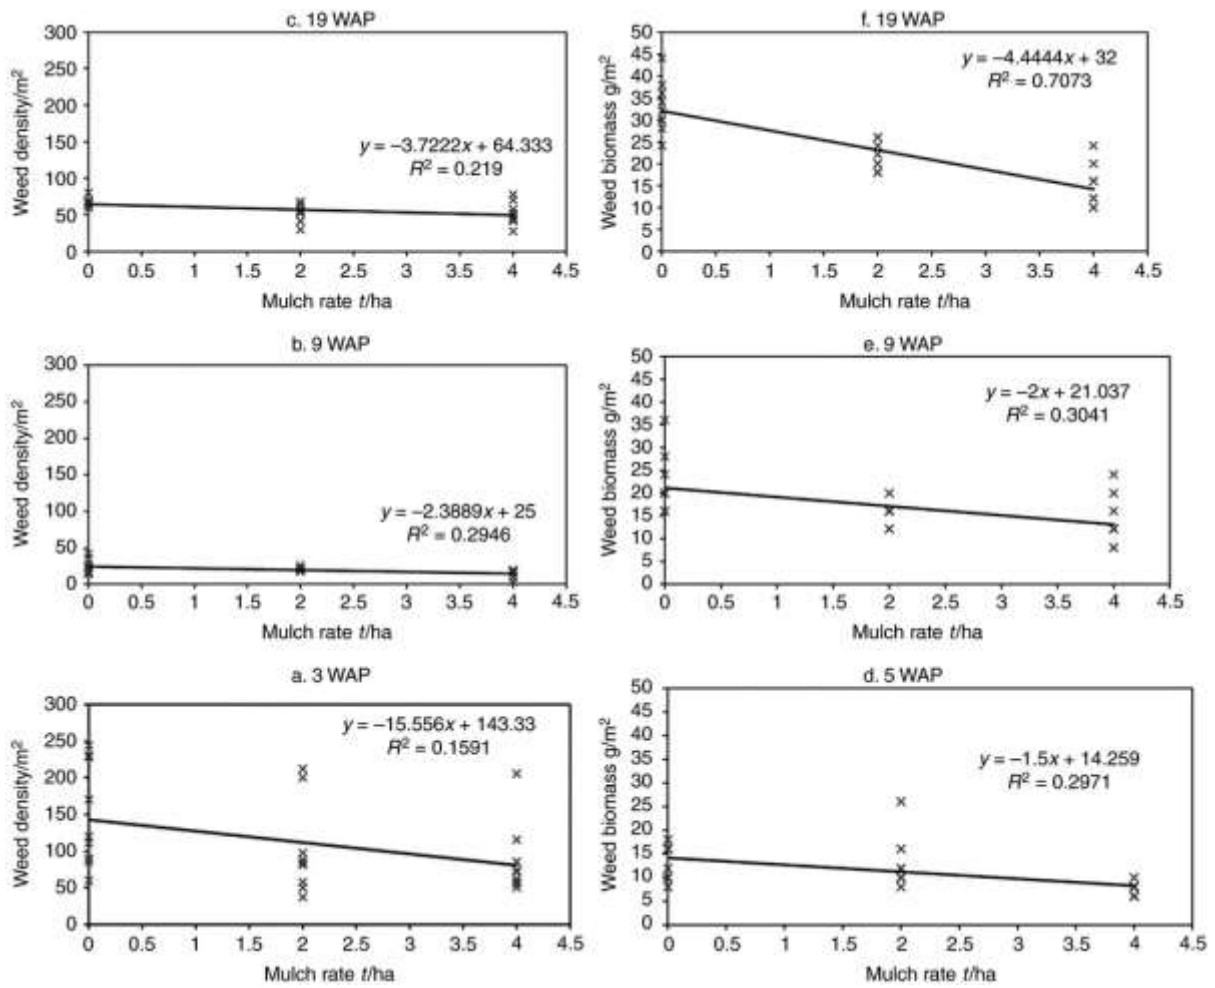 c. 19 WAP
Weed density/m²
300
250
200
150
100
50
0
y = –3.7222x + 64.333
R² = 0.219
0 0.5 1 1.5 2 2.5 3 3.5 4 4.5
Mulch rate t/ha
f. 19 WAP
Weed biomass g/m²
50
45
40
35
30
25
20
15
10
5
0
y = –4.4444x + 32
R² = 0.7073
0 0.5 1 1.5 2 2.5 3 3.5 4 4.5
Mulch rate t/ha
b. 9 WAP
Weed density/m²
300
250
200
150
100
50
0
y = –2.3889x + 25
R² = 0.2946
0 0.5 1 1.5 2 2.5 3 3.5 4 4.5
Mulch rate t/ha
e. 9 WAP
Weed biomass g/m²
50
45
40
35
30
25
20
15
10
5
0
y = –2x + 21.037
R² = 0.3041
0 0.5 1 1.5 2 2.5 3 3.5 4 4.5
Mulch rate t/ha
a. 3 WAP
Weed density/m²
300
250
200
150
100
50
0
y = –15.556x + 143.33
R² = 0.1591
0 0.5 1 1.5 2 2.5 3 3.5 4 4.5
Mulch rate t/ha
d. 5 WAP
Weed biomass g/m²
50
45
40
35
30
25
20
15
10
5
0
y = –1.5x + 14.259
R² = 0.2971
0 0.5 1 1.5 2 2.5 3 3.5 4 4.5
Mulch rate t/ha